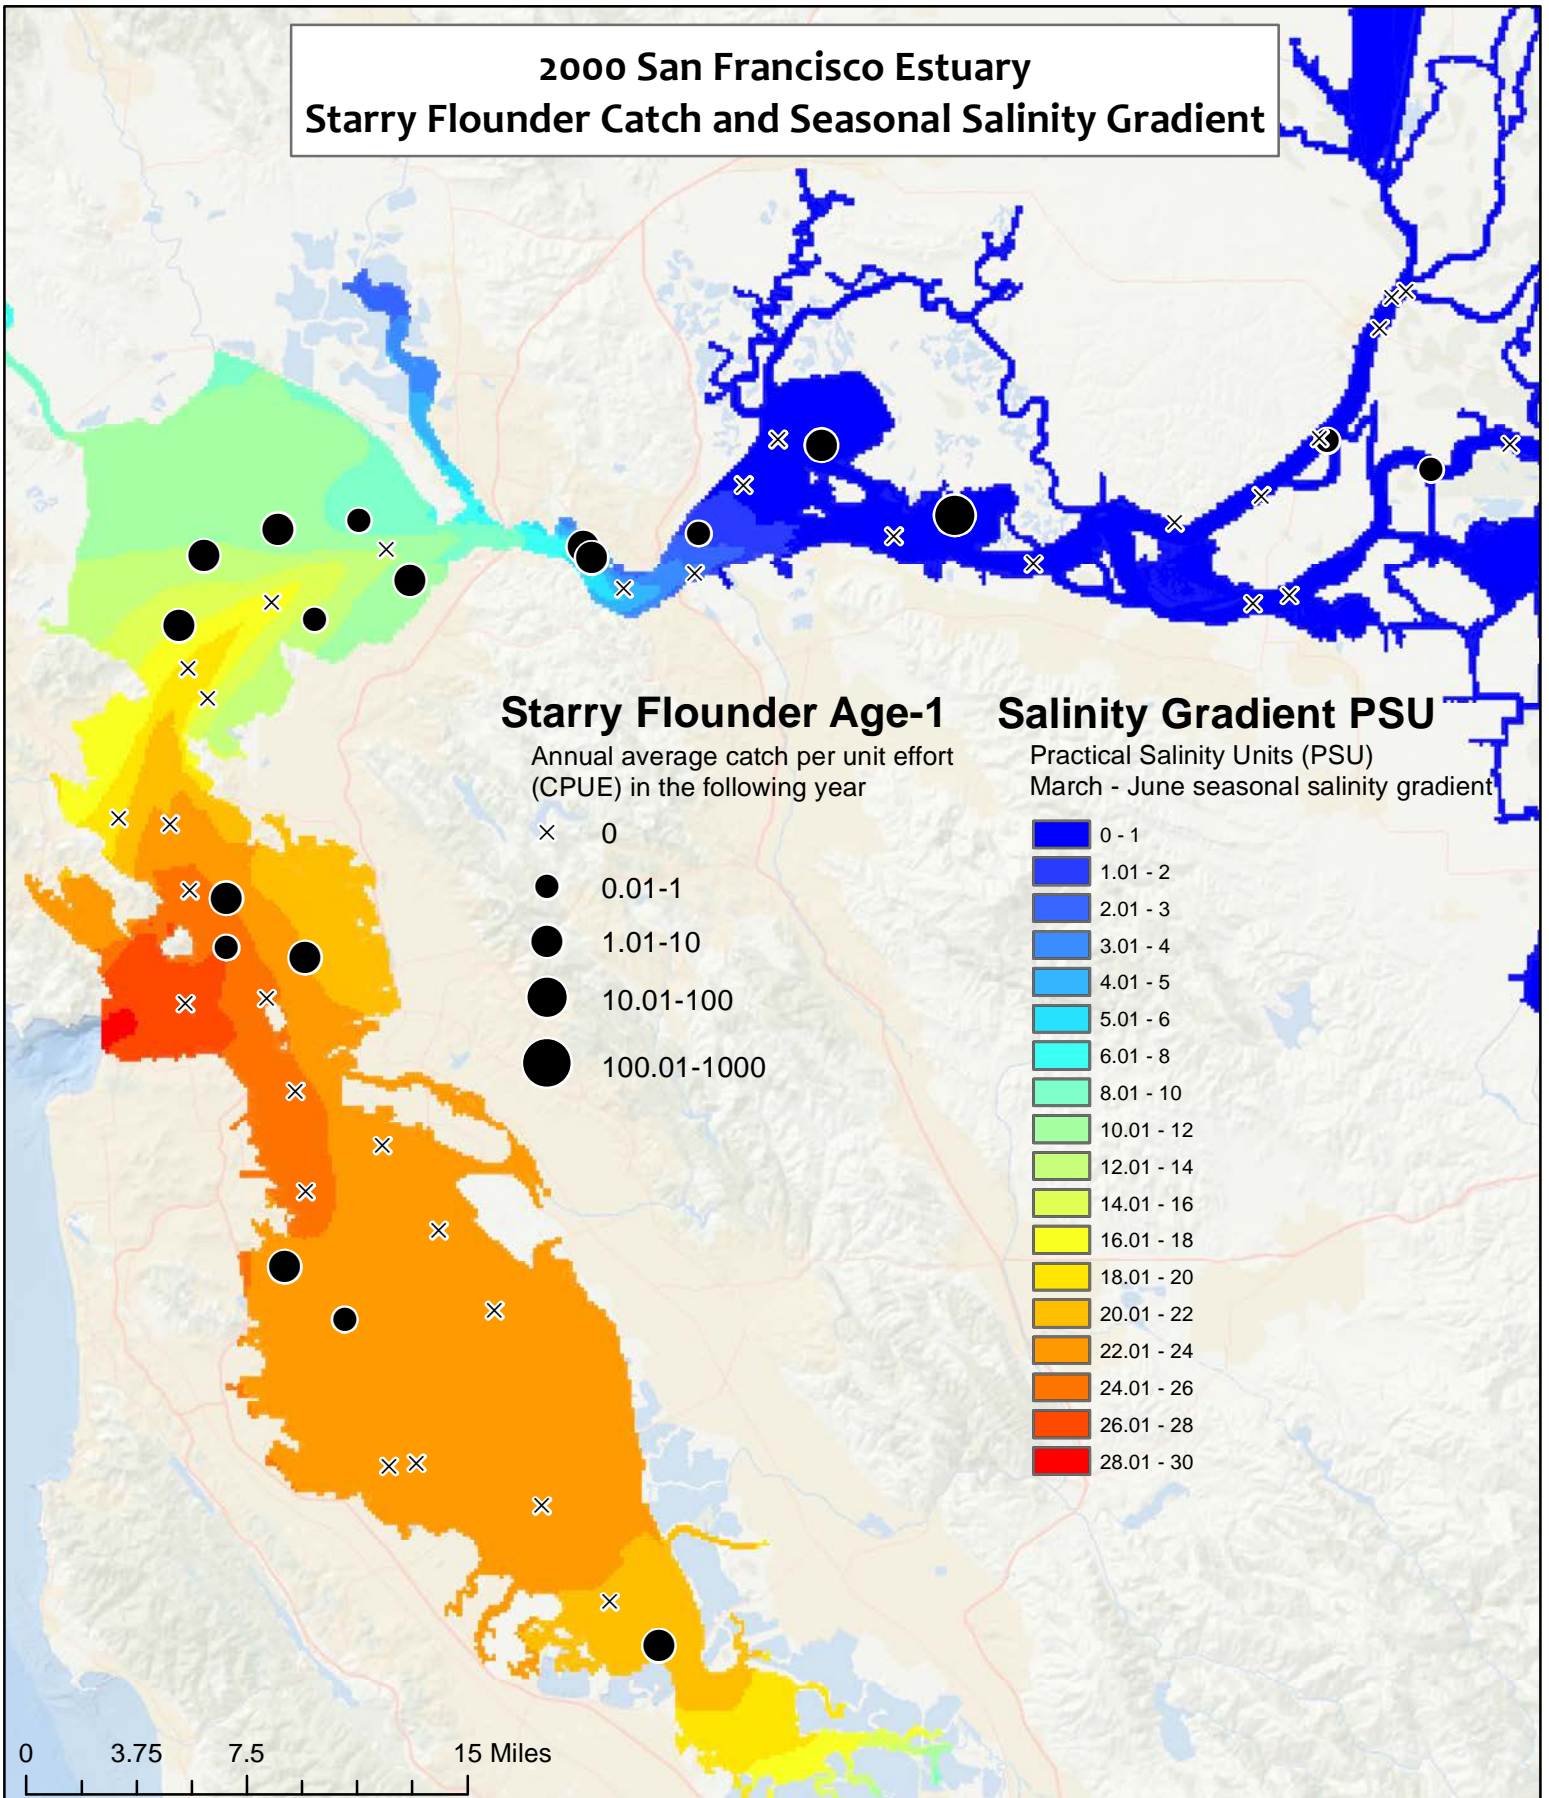 2000 San Francisco Estuary
Starry Flounder Catch and Seasonal Salinity Gradient
Starry Flounder Age-1
Annual average catch per unit effort
(CPUE) in the following year
0
0.01-1
1.01-10
10.01-100
100.01-1000
Salinity Gradient PSU
Practical Salinity Units (PSU)
March - June seasonal salinity gradient
0 - 1
1.01 - 2
2.01 - 3
3.01 - 4
4.01 - 5
5.01 - 6
6.01 - 8
8.01 - 10
10.01 - 12
12.01 - 14
14.01 - 16
16.01 - 18
18.01 - 20
20.01 - 22
22.01 - 24
24.01 - 26
26.01 - 28
28.01 - 30
0 3.75 7.5 15 Miles